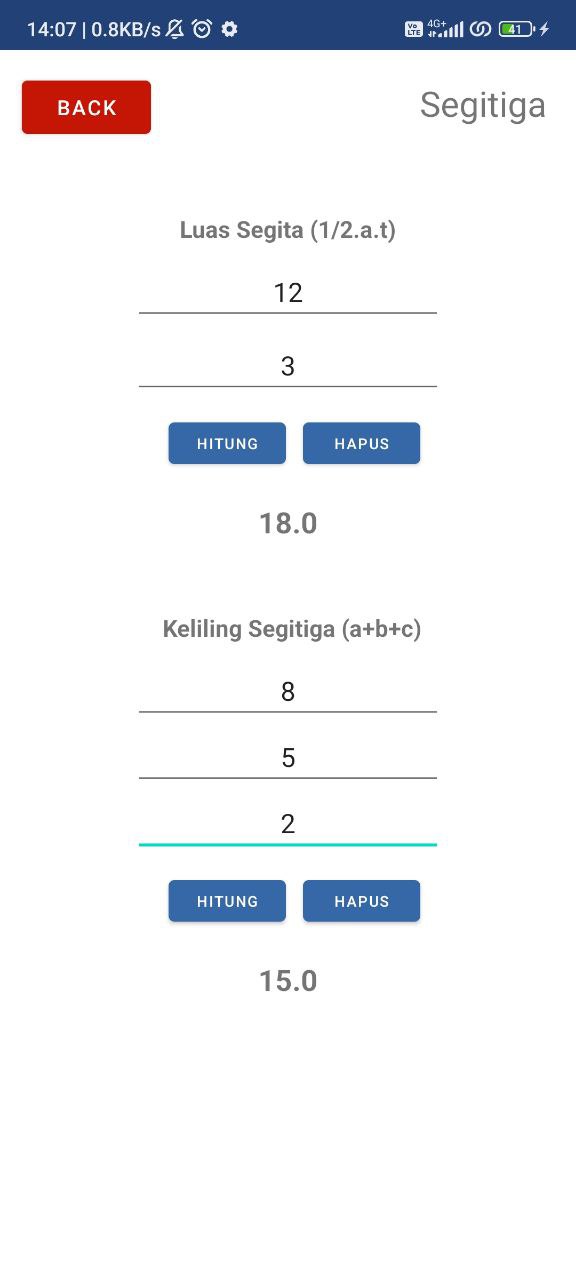 14:07 | 0.8KB/s Vo LTE 4G+ 41
BACK
Segitiga
Luas Segita (1/2.a.t)
12
3
HITUNG HAPUS
18.0
Keliling Segitiga (a+b+c)
8
5
2
HITUNG HAPUS
15.0